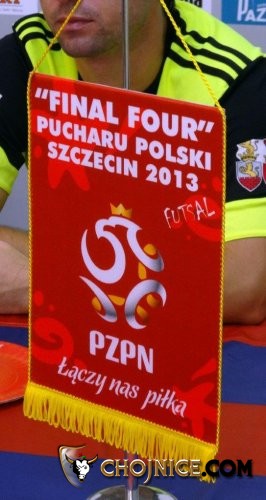 "FINAL FOUR"
PUCHARU POLSKI
SZCZECIN 2013
FUTSAL
PZPN
Łączy nas piłka
CHOJNICE.COM